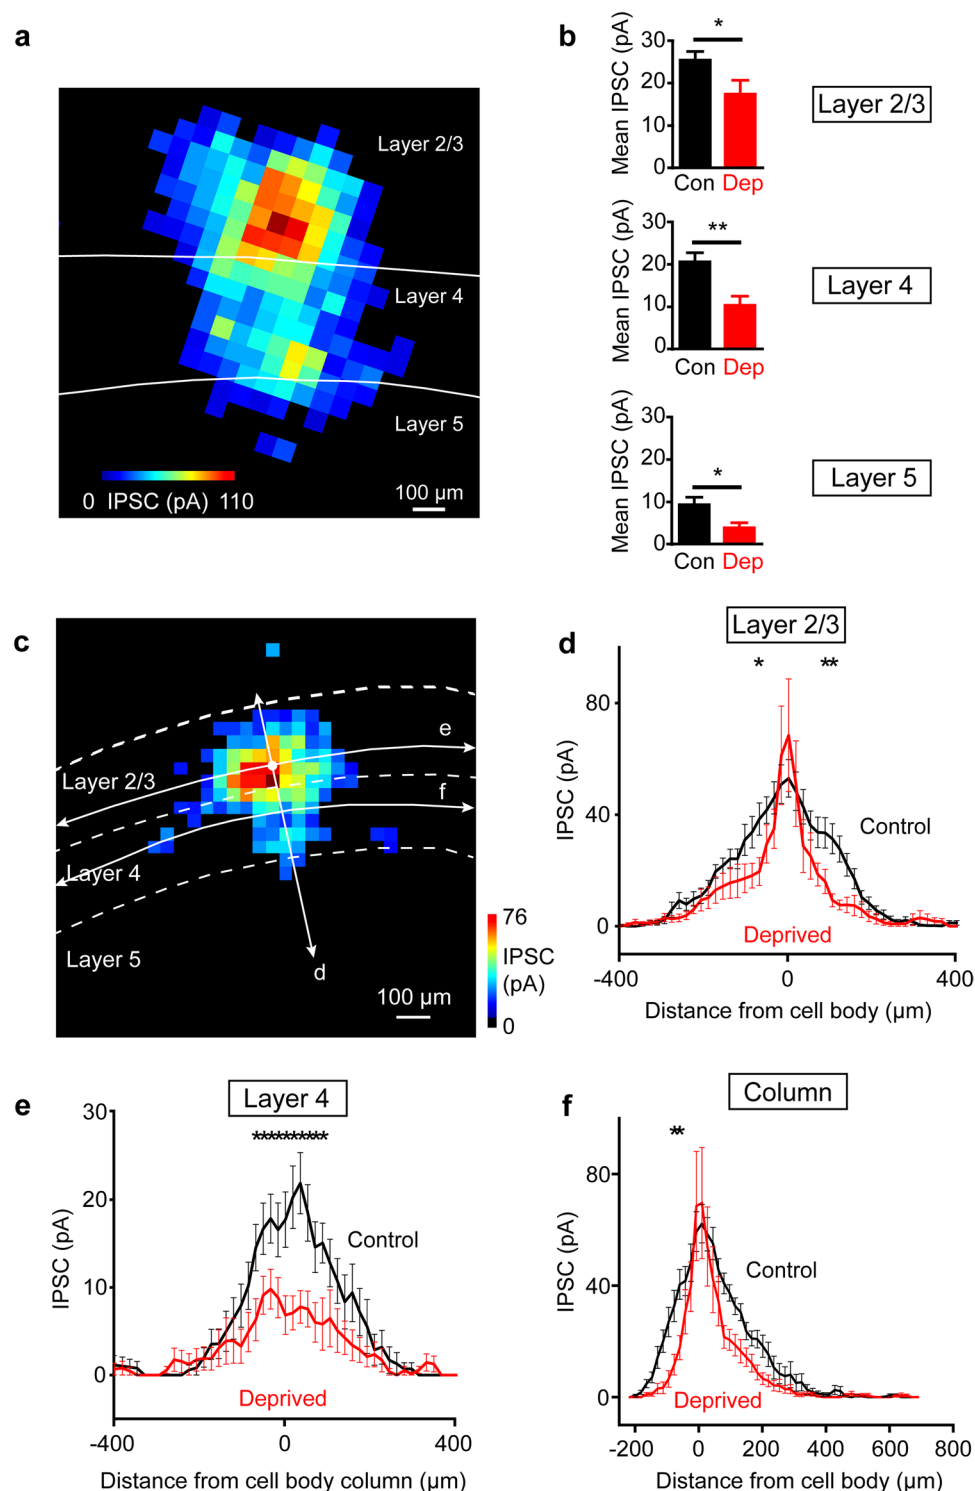 a
Layer 2/3
Layer 4
Layer 5
0 IPSC (pA) 110
100 µm
b
Mean IPSC (pA)
30
20
10
0
*
Con Dep
Layer 2/3
Mean IPSC (pA)
30
20
10
0
**
Con Dep
Layer 4
Mean IPSC (pA)
30
20
10
0
*
Con Dep
Layer 5
c
e
Layer 2/3
f
Layer 4
Layer 5
d
100 µm
76
IPSC
(pA)
0
d
Layer 2/3
* **
IPSC (pA)
80
40
0
Control
Deprived
-400 0 400
Distance from cell body (µm)
e
Layer 4
**********
IPSC (pA)
30
20
10
0
Control
Deprived
-400 0 400
Distance from cell body column (µm)
f
Column
**
IPSC (pA)
80
40
0
Control
Deprived
-200 0 200 400 600 800
Distance from cell body (µm)